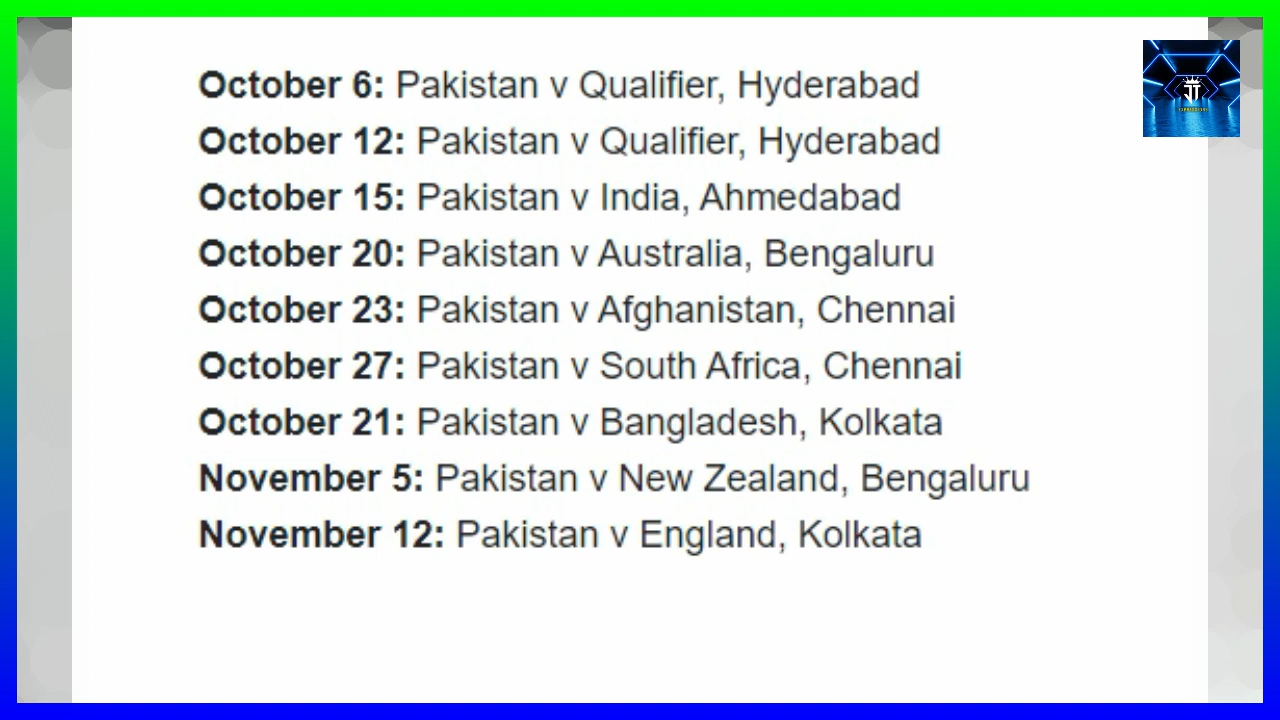 October 6: Pakistan v Qualifier, Hyderabad
October 12: Pakistan v Qualifier, Hyderabad
October 15: Pakistan v India, Ahmedabad
October 20: Pakistan v Australia, Bengaluru
October 23: Pakistan v Afghanistan, Chennai
October 27: Pakistan v South Africa, Chennai
October 21: Pakistan v Bangladesh, Kolkata
November 5: Pakistan v New Zealand, Bengaluru
November 12: Pakistan v England, Kolkata